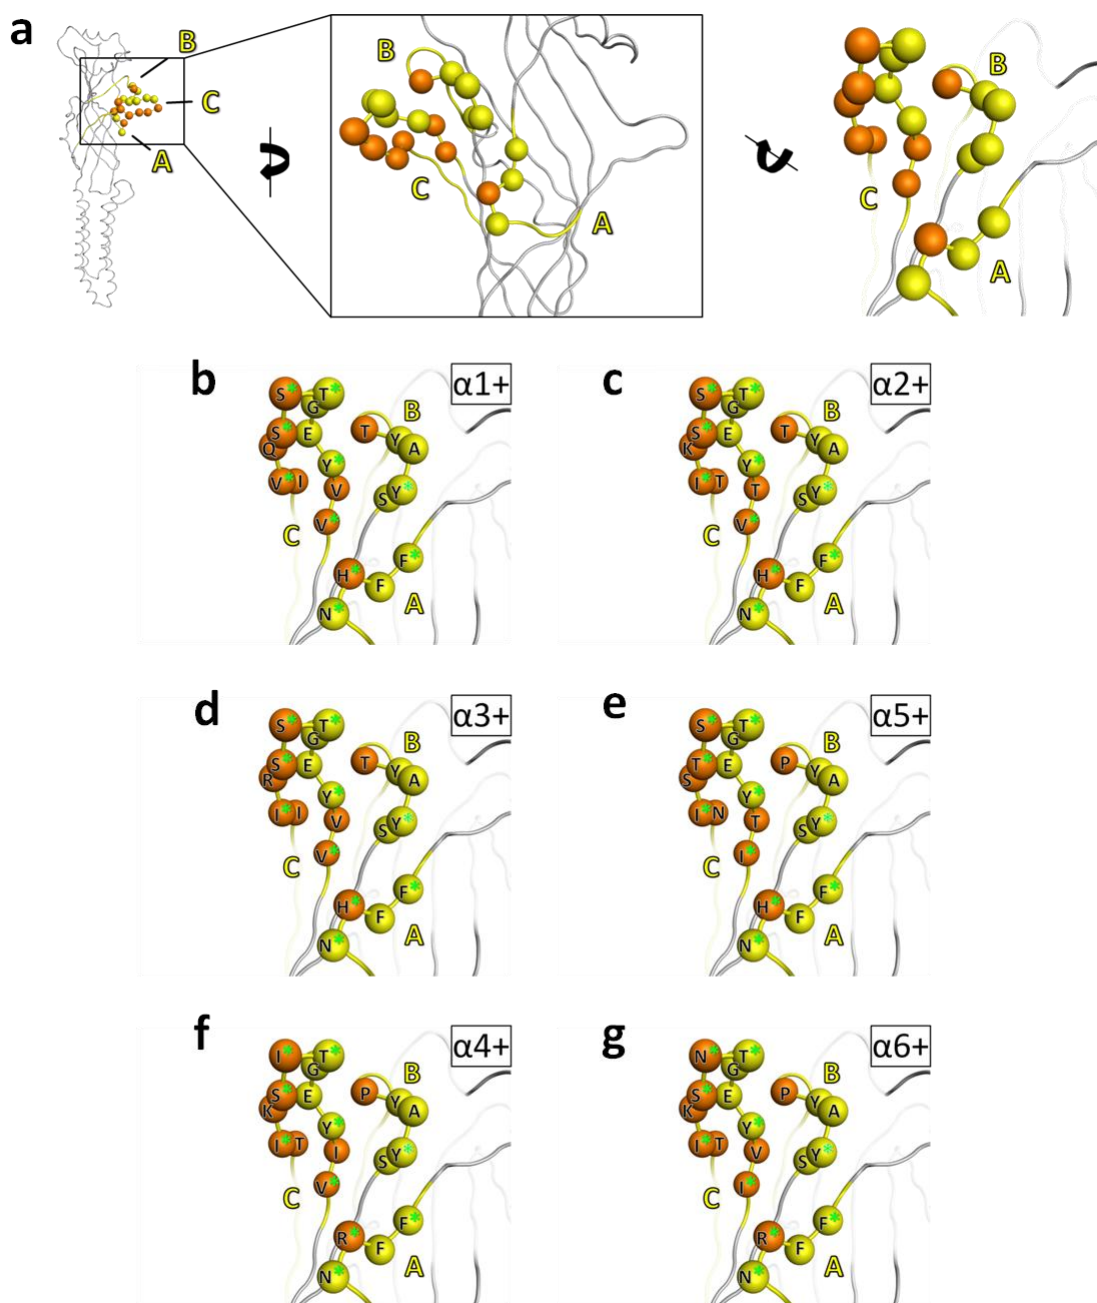 a
B
C
A
B
C
A
B
C
A
b
α1+
S* T*
G
S* E
Q
V* I
Y*
V
V*
T Y A
S Y*
H* F F*
N*
B
C
A
c
α2+
S* T*
G
S* E
K
I* T
Y*
T
V*
T Y A
S Y*
H* F F*
N*
B
C
A
d
α3+
S* T*
G
S* E
R
I* I
Y*
V
V*
T Y A
S Y*
H* F F*
N*
B
C
A
e
α5+
S* T*
G
T* E
S
I* N
Y*
T
I*
P Y A
S Y*
H* F F*
N*
B
C
A
f
α4+
I* T*
G
S* E
K
I* T
Y*
I
V*
P Y A
S Y*
R* F F*
N*
B
C
A
g
α6+
N* T*
G
S* E
K
I* T
Y*
V
I*
P Y A
S Y*
R* F F*
N*
B
C
A